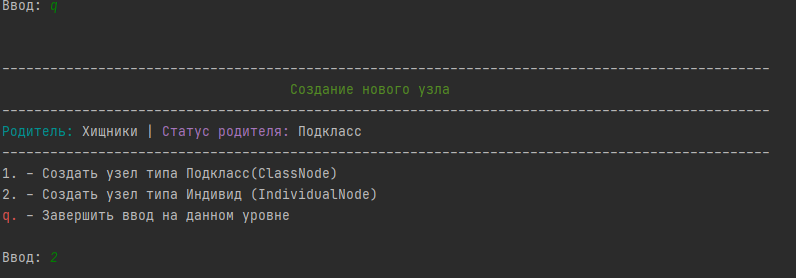 Ввод: q
------------------------------------------------------------------------------------------------
Создание нового узла
------------------------------------------------------------------------------------------------
Родитель: Хищники | Статус родителя: Подкласс
------------------------------------------------------------------------------------------------
1. – Создать узел типа Подкласс(ClassNode)
2. – Создать узел типа Индивид (IndividualNode)
q. – Завершить ввод на данном уровне
Ввод: 2